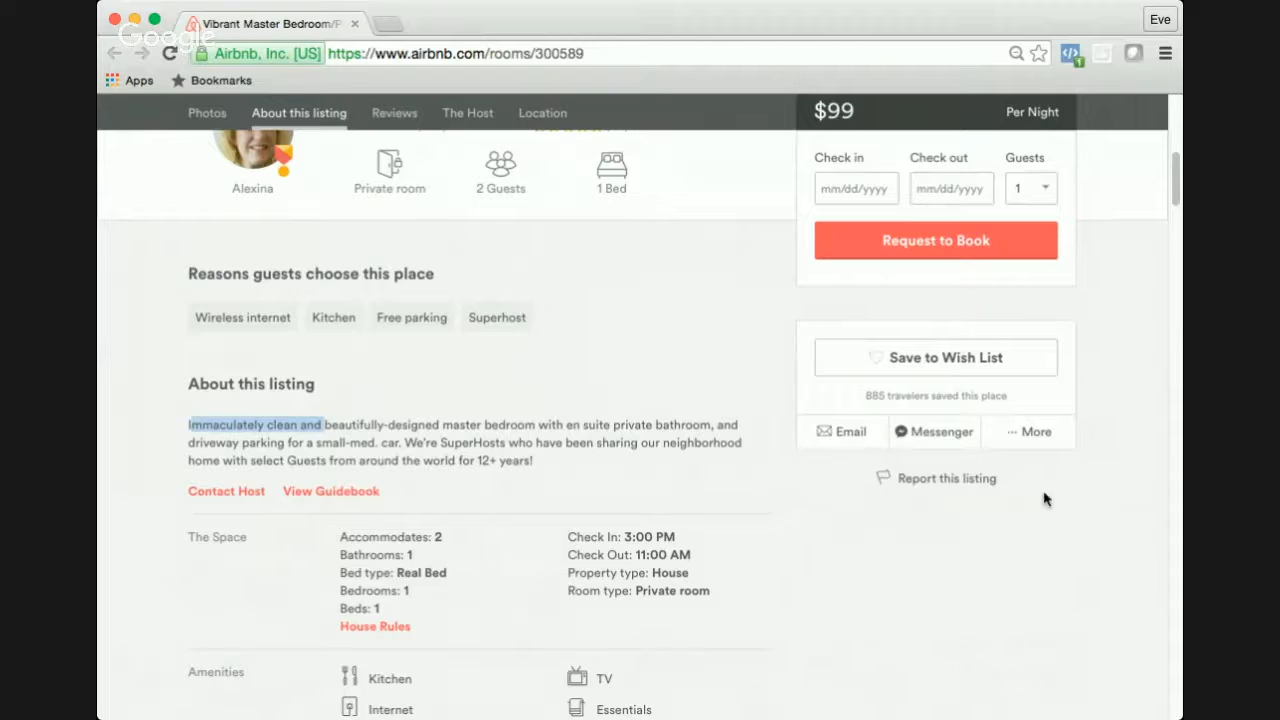 Vibrant Master Bedroom/P
Eve
Google
Airbnb, Inc. [US] https://www.airbnb.com/rooms/300589
Apps Bookmarks
Photos About this listing Reviews The Host Location
$99 Per Night
Check in Check out Guests
mm/dd/yyyy mm/dd/yyyy 1
Alexina Private room 2 Guests 1 Bed
Request to Book
Reasons guests choose this place
Wireless internet Kitchen Free parking Superhost
Save to Wish List
885 travelers saved this place
Email Messenger ··· More
Report this listing
About this listing
Immaculately clean and beautifully-designed master bedroom with en suite private bathroom, and
driveway parking for a small-med. car. We're SuperHosts who have been sharing our neighborhood
home with select Guests from around the world for 12+ years!
Contact Host View Guidebook
The Space
Accommodates: 2
Bathrooms: 1
Bed type: Real Bed
Bedrooms: 1
Beds: 1
House Rules
Check In: 3:00 PM
Check Out: 11:00 AM
Property type: House
Room type: Private room
Amenities
Kitchen TV
Internet Essentials